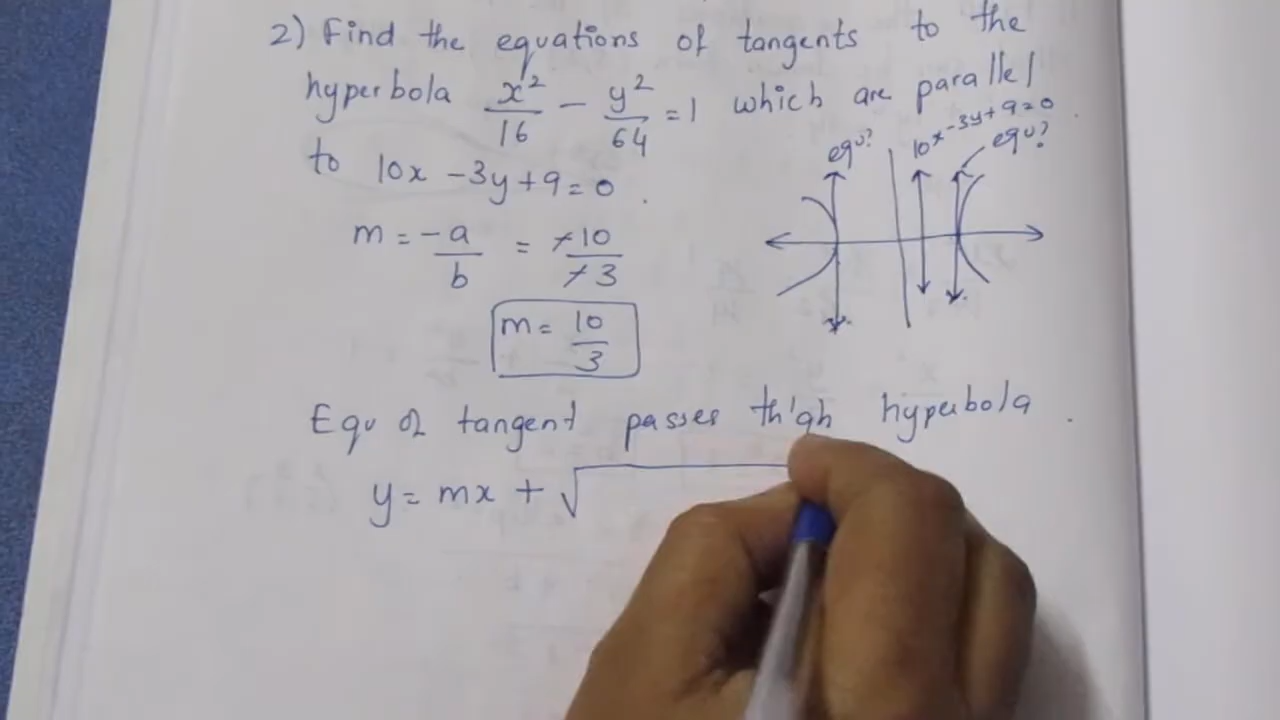 2) Find the equations of tangents to the
hyperbola x²/16 - y²/64 = 1 which are parallel
to 10x - 3y + 9 = 0.
equ? 10x - 3y + 9 = 0 equ?
m = -a/b = -10/-3
m = 10/3
Equ of tangent passes th'gh hyperbola.
y = mx + √